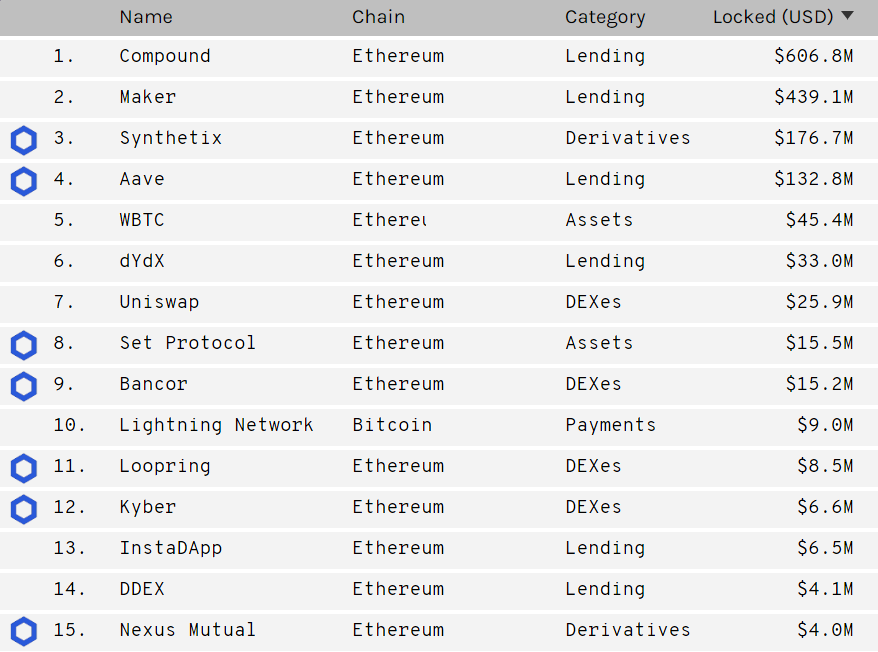 Name Chain Category Locked (USD) ▼
1. Compound Ethereum Lending $606.8M
2. Maker Ethereum Lending $439.1M
3. Synthetix Ethereum Derivatives $176.7M
4. Aave Ethereum Lending $132.8M
5. WBTC Ethereu Assets $45.4M
6. dYdX Ethereum Lending $33.0M
7. Uniswap Ethereum DEXes $25.9M
8. Set Protocol Ethereum Assets $15.5M
9. Bancor Ethereum DEXes $15.2M
10. Lightning Network Bitcoin Payments $9.0M
11. Loopring Ethereum DEXes $8.5M
12. Kyber Ethereum DEXes $6.6M
13. InstaDApp Ethereum Lending $6.5M
14. DDEX Ethereum Lending $4.1M
15. Nexus Mutual Ethereum Derivatives $4.0M